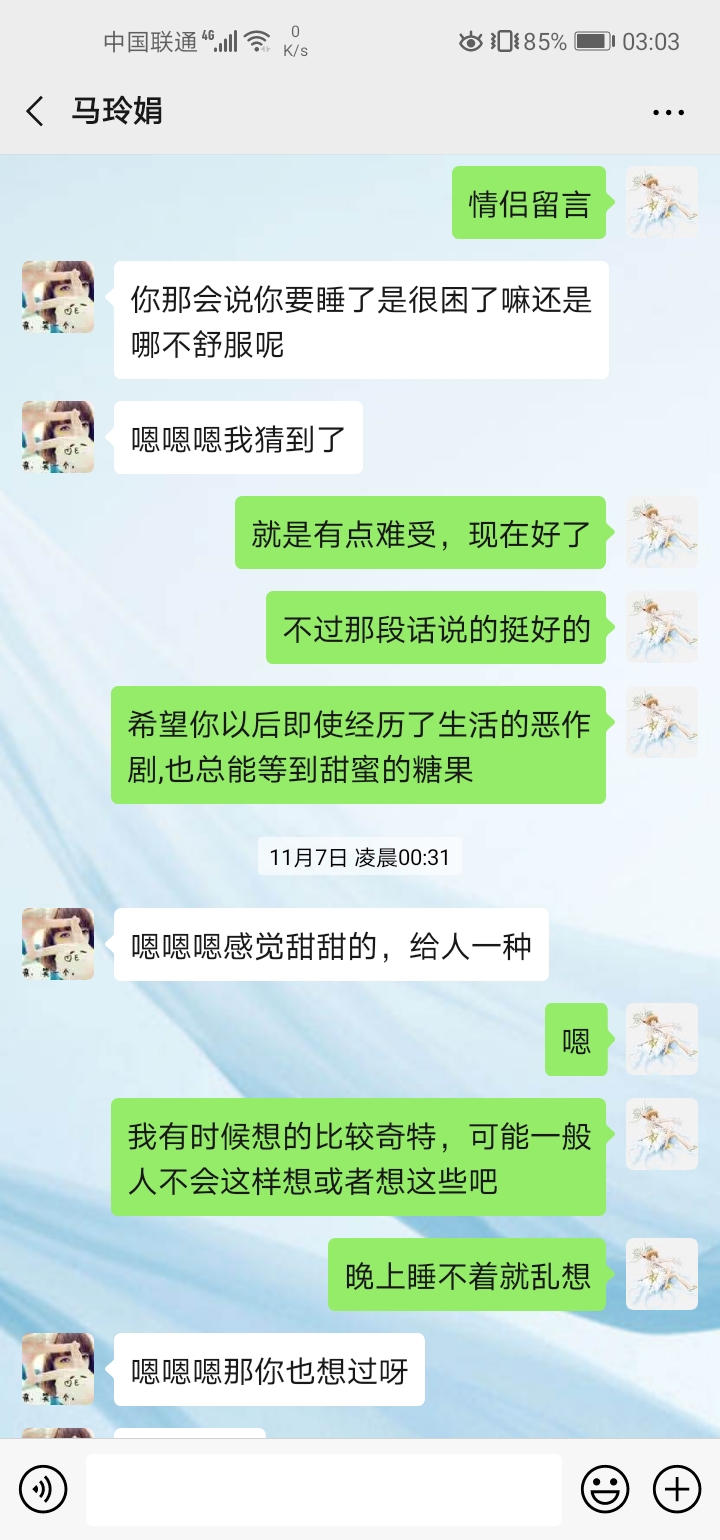 中国联通 4G 0 K/s 85% 03:03
马玲娟
情侣留言
你那会说你要睡了是很困了嘛还是
哪不舒服呢
嗯嗯嗯我猜到了
就是有点难受，现在好了
不过那段话说的挺好的
希望你以后即使经历了生活的恶作
剧,也总能等到甜蜜的糖果
11月7日 凌晨00:31
嗯嗯嗯感觉甜甜的，给人一种
嗯
我有时候想的比较奇特，可能一般
人不会这样想或者想这些吧
晚上睡不着就乱想
嗯嗯嗯那你也想过呀